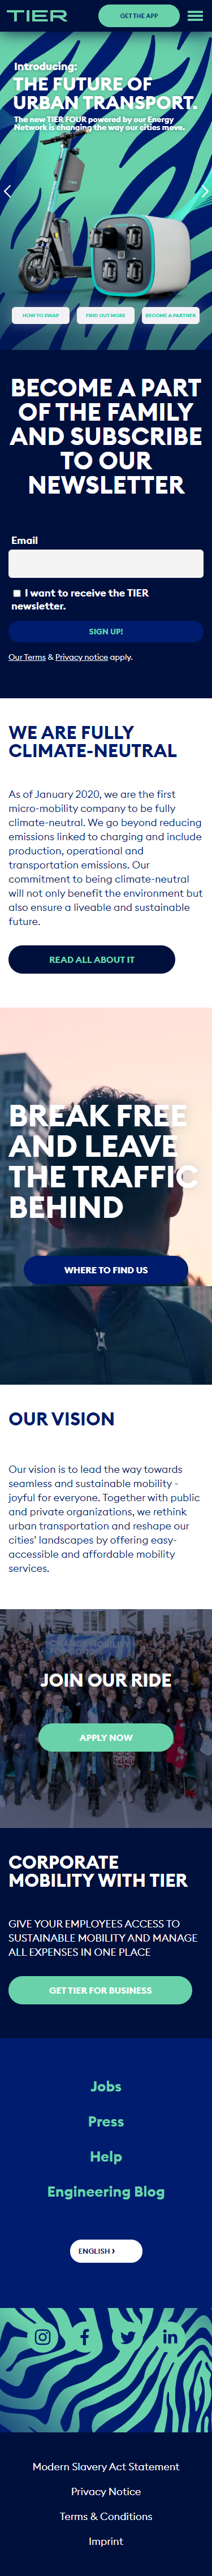 TIER
GET THE APP
Introducing:
THE FUTURE OF
URBAN TRANSPORT.
The new TIER FOUR powered by our Energy
Network is changing the way our cities move.
HOW TO SWAP
FIND OUT MORE
BECOME A PARTNER
BECOME A PART
OF THE FAMILY
AND SUBSCRIBE
TO OUR
NEWSLETTER
Email
I want to receive the TIER
newsletter.
SIGN UP!
Our Terms & Privacy notice apply.
WE ARE FULLY
CLIMATE-NEUTRAL
As of January 2020, we are the first
micro-mobility company to be fully
climate-neutral. We go beyond reducing
emissions linked to charging and include
production, operational and
transportation emissions. Our
commitment to being climate-neutral
will not only benefit the environment but
also ensure a liveable and sustainable
future.
READ ALL ABOUT IT
BREAK FREE
AND LEAVE
THE TRAFFIC
BEHIND
WHERE TO FIND US
OUR VISION
Our vision is to lead the way towards
seamless and sustainable mobility -
joyful for everyone. Together with public
and private organizations, we rethink
urban transportation and reshape our
cities' landscapes by offering easy-
accessible and affordable mobility
services.
CHANGE MOBILITY
FOR GOOD
JOIN OUR RIDE
APPLY NOW
CORPORATE
MOBILITY WITH TIER
GIVE YOUR EMPLOYEES ACCESS TO
SUSTAINABLE MOBILITY AND MANAGE
ALL EXPENSES IN ONE PLACE
GET TIER FOR BUSINESS
Jobs
Press
Help
Engineering Blog
ENGLISH ›
Modern Slavery Act Statement
Privacy Notice
Terms & Conditions
Imprint